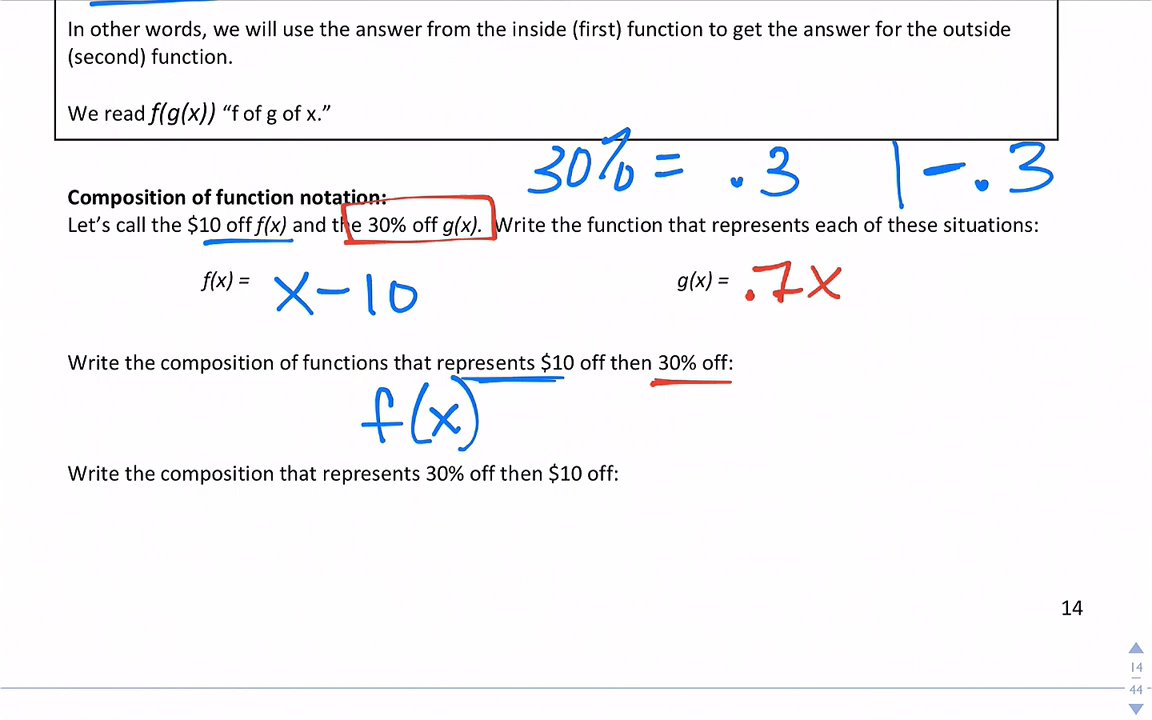 In other words, we will use the answer from the inside (first) function to get the answer for the outside
(second) function.
We read f(g(x)) “f of g of x.”
30% = .3 1 - .3
Composition of function notation:
Let’s call the $10 off f(x) and the 30% off g(x). Write the function that represents each of these situations:
f(x) = x - 10 g(x) = .7x
Write the composition of functions that represents $10 off then 30% off:
f(x)
Write the composition that represents 30% off then $10 off:
14
14
44